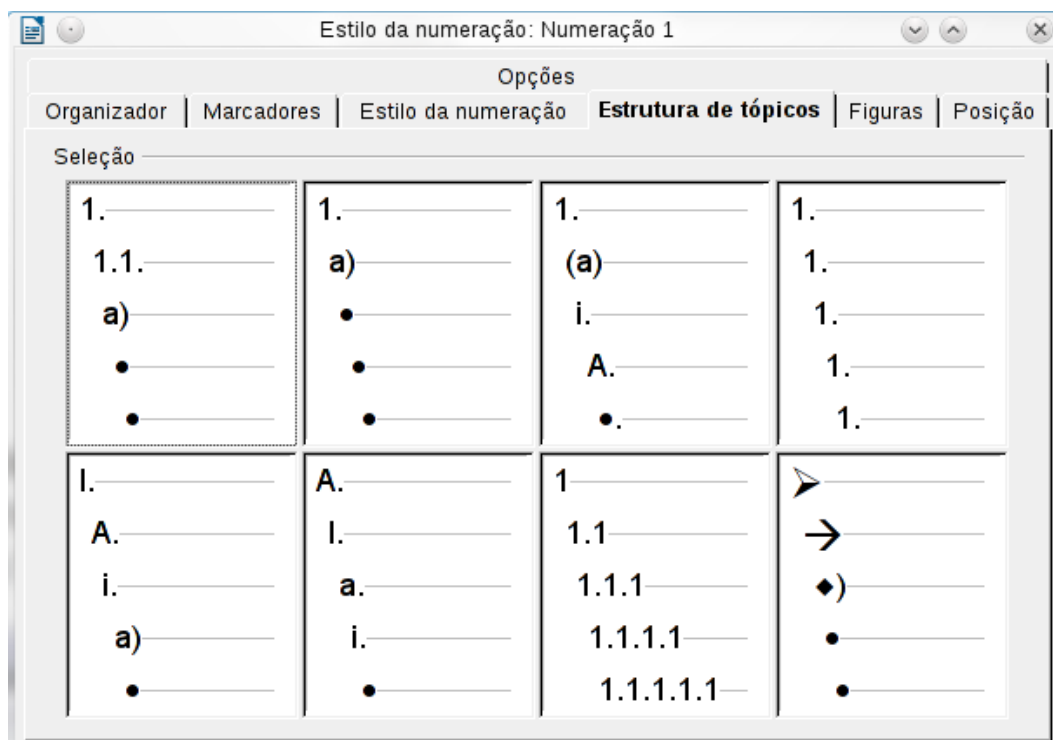 Estilo da numeração: Numeração 1
Opções
Organizador Marcadores Estilo da numeração Estrutura de tópicos Figuras Posição
Seleção
1. 1. 1. 1.
1.1. a) (a) 1.
a) • i. 1.
• • A. 1.
• • •. 1.
I. A. 1 ➢
A. I. 1.1 →
i. a. 1.1.1 ◆)
a) i. 1.1.1.1 •
• • 1.1.1.1.1 •